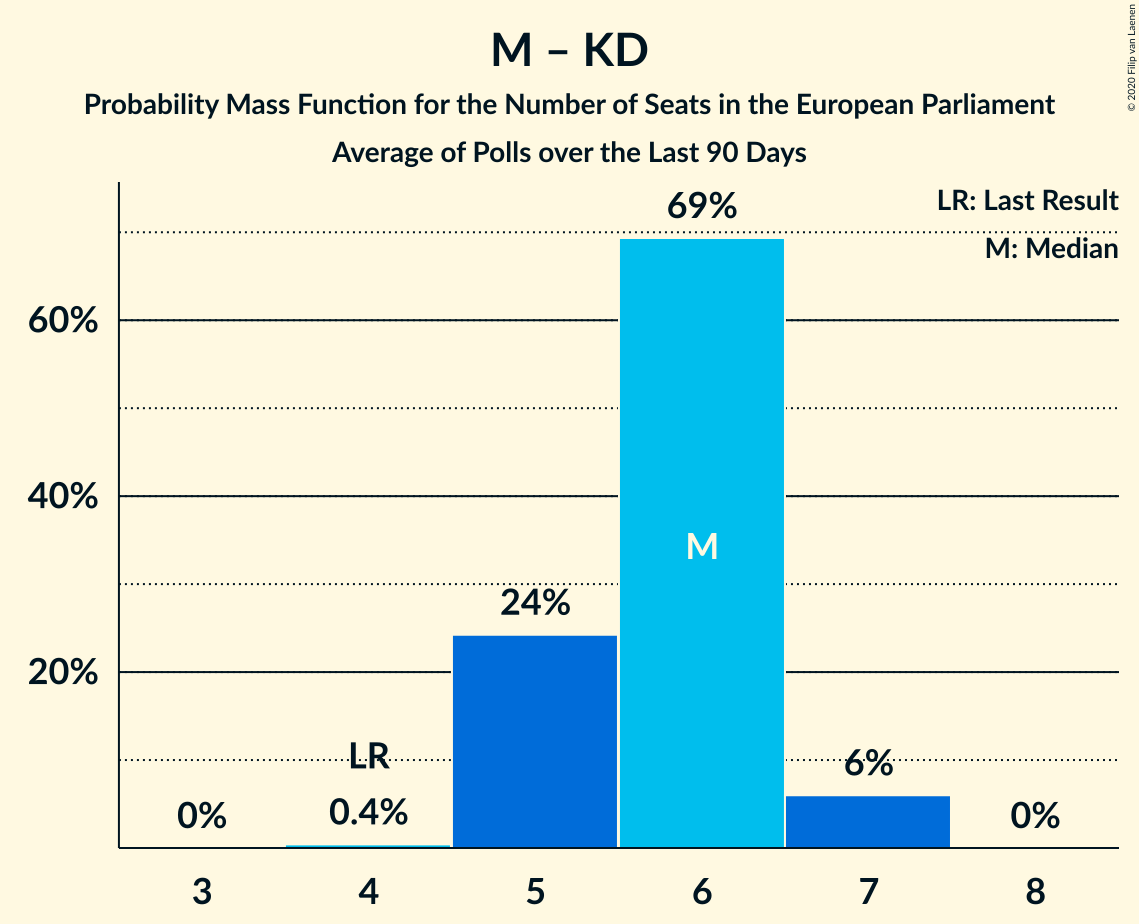 M – KD
Probability Mass Function for the Number of Seats in the European Parliament
Average of Polls over the Last 90 Days
© 2020 Filip van Laenen
LR: Last Result
M: Median
69%
60%
40%
M
24%
20%
LR
6%
0%
0.4%
0%
3 4 5 6 7 8